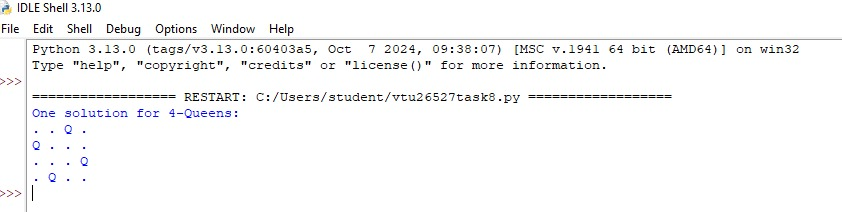 IDLE Shell 3.13.0
File Edit Shell Debug Options Window Help
Python 3.13.0 (tags/v3.13.0:60403a5, Oct  7 2024, 09:38:07) [MSC v.1941 64 bit (AMD64)] on win32
Type "help", "copyright", "credits" or "license()" for more information.
>>>
================== RESTART: C:/Users/student/vtu26527task8.py ==================
One solution for 4-Queens:
. . Q .
Q . . .
. . . Q
. Q . .
>>>